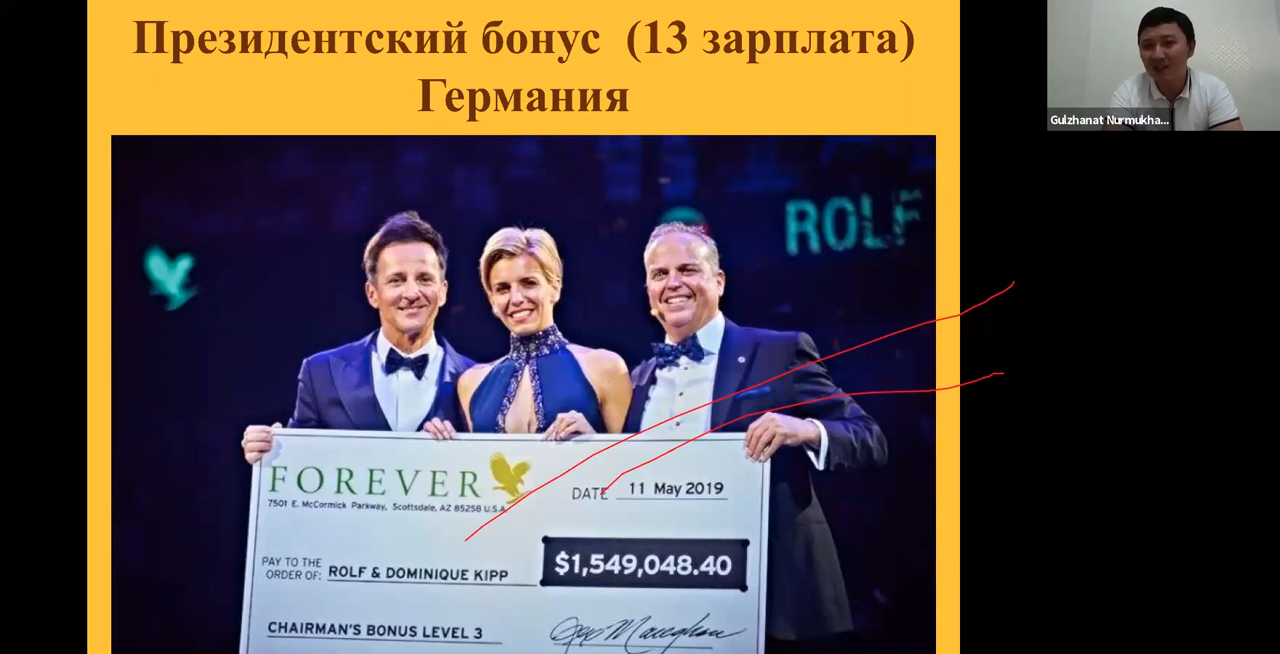 Президентский бонус (13 зарплата)
Германия
Gulzhanat Nurmukha...
ROLF
FOREVER
7501 E. McCormick Parkway, Scottsdale, AZ 85258 U.S.A.
DATE 11 May 2019
PAY TO THE
ORDER OF: ROLF & DOMINIQUE KIPP
$1,549,048.40
CHAIRMAN'S BONUS LEVEL 3